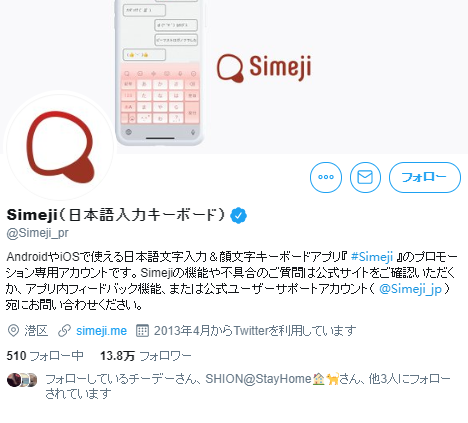 Simeji
フォロー
Simeji（日本語入力キーボード）
@Simeji_pr
AndroidやiOSで使える日本語文字入力＆顔文字キーボードアプリ『 #Simeji 』のプロモー
ション専用アカウントです。 Simejiの機能や不具合のご質問は公式サイトをご確認いただく
か、アプリ内フィードバック機能、または公式ユーザーサポートアカウント（ @Simeji_jp ）
宛にお問い合わせください。
港区 simeji.me 2013年4月からTwitterを利用しています
510 フォロー中 13.8万 フォロワー
フォローしているチーデーさん、SHION@StayHome🏠🐈さん、他3人にフォロー
されています